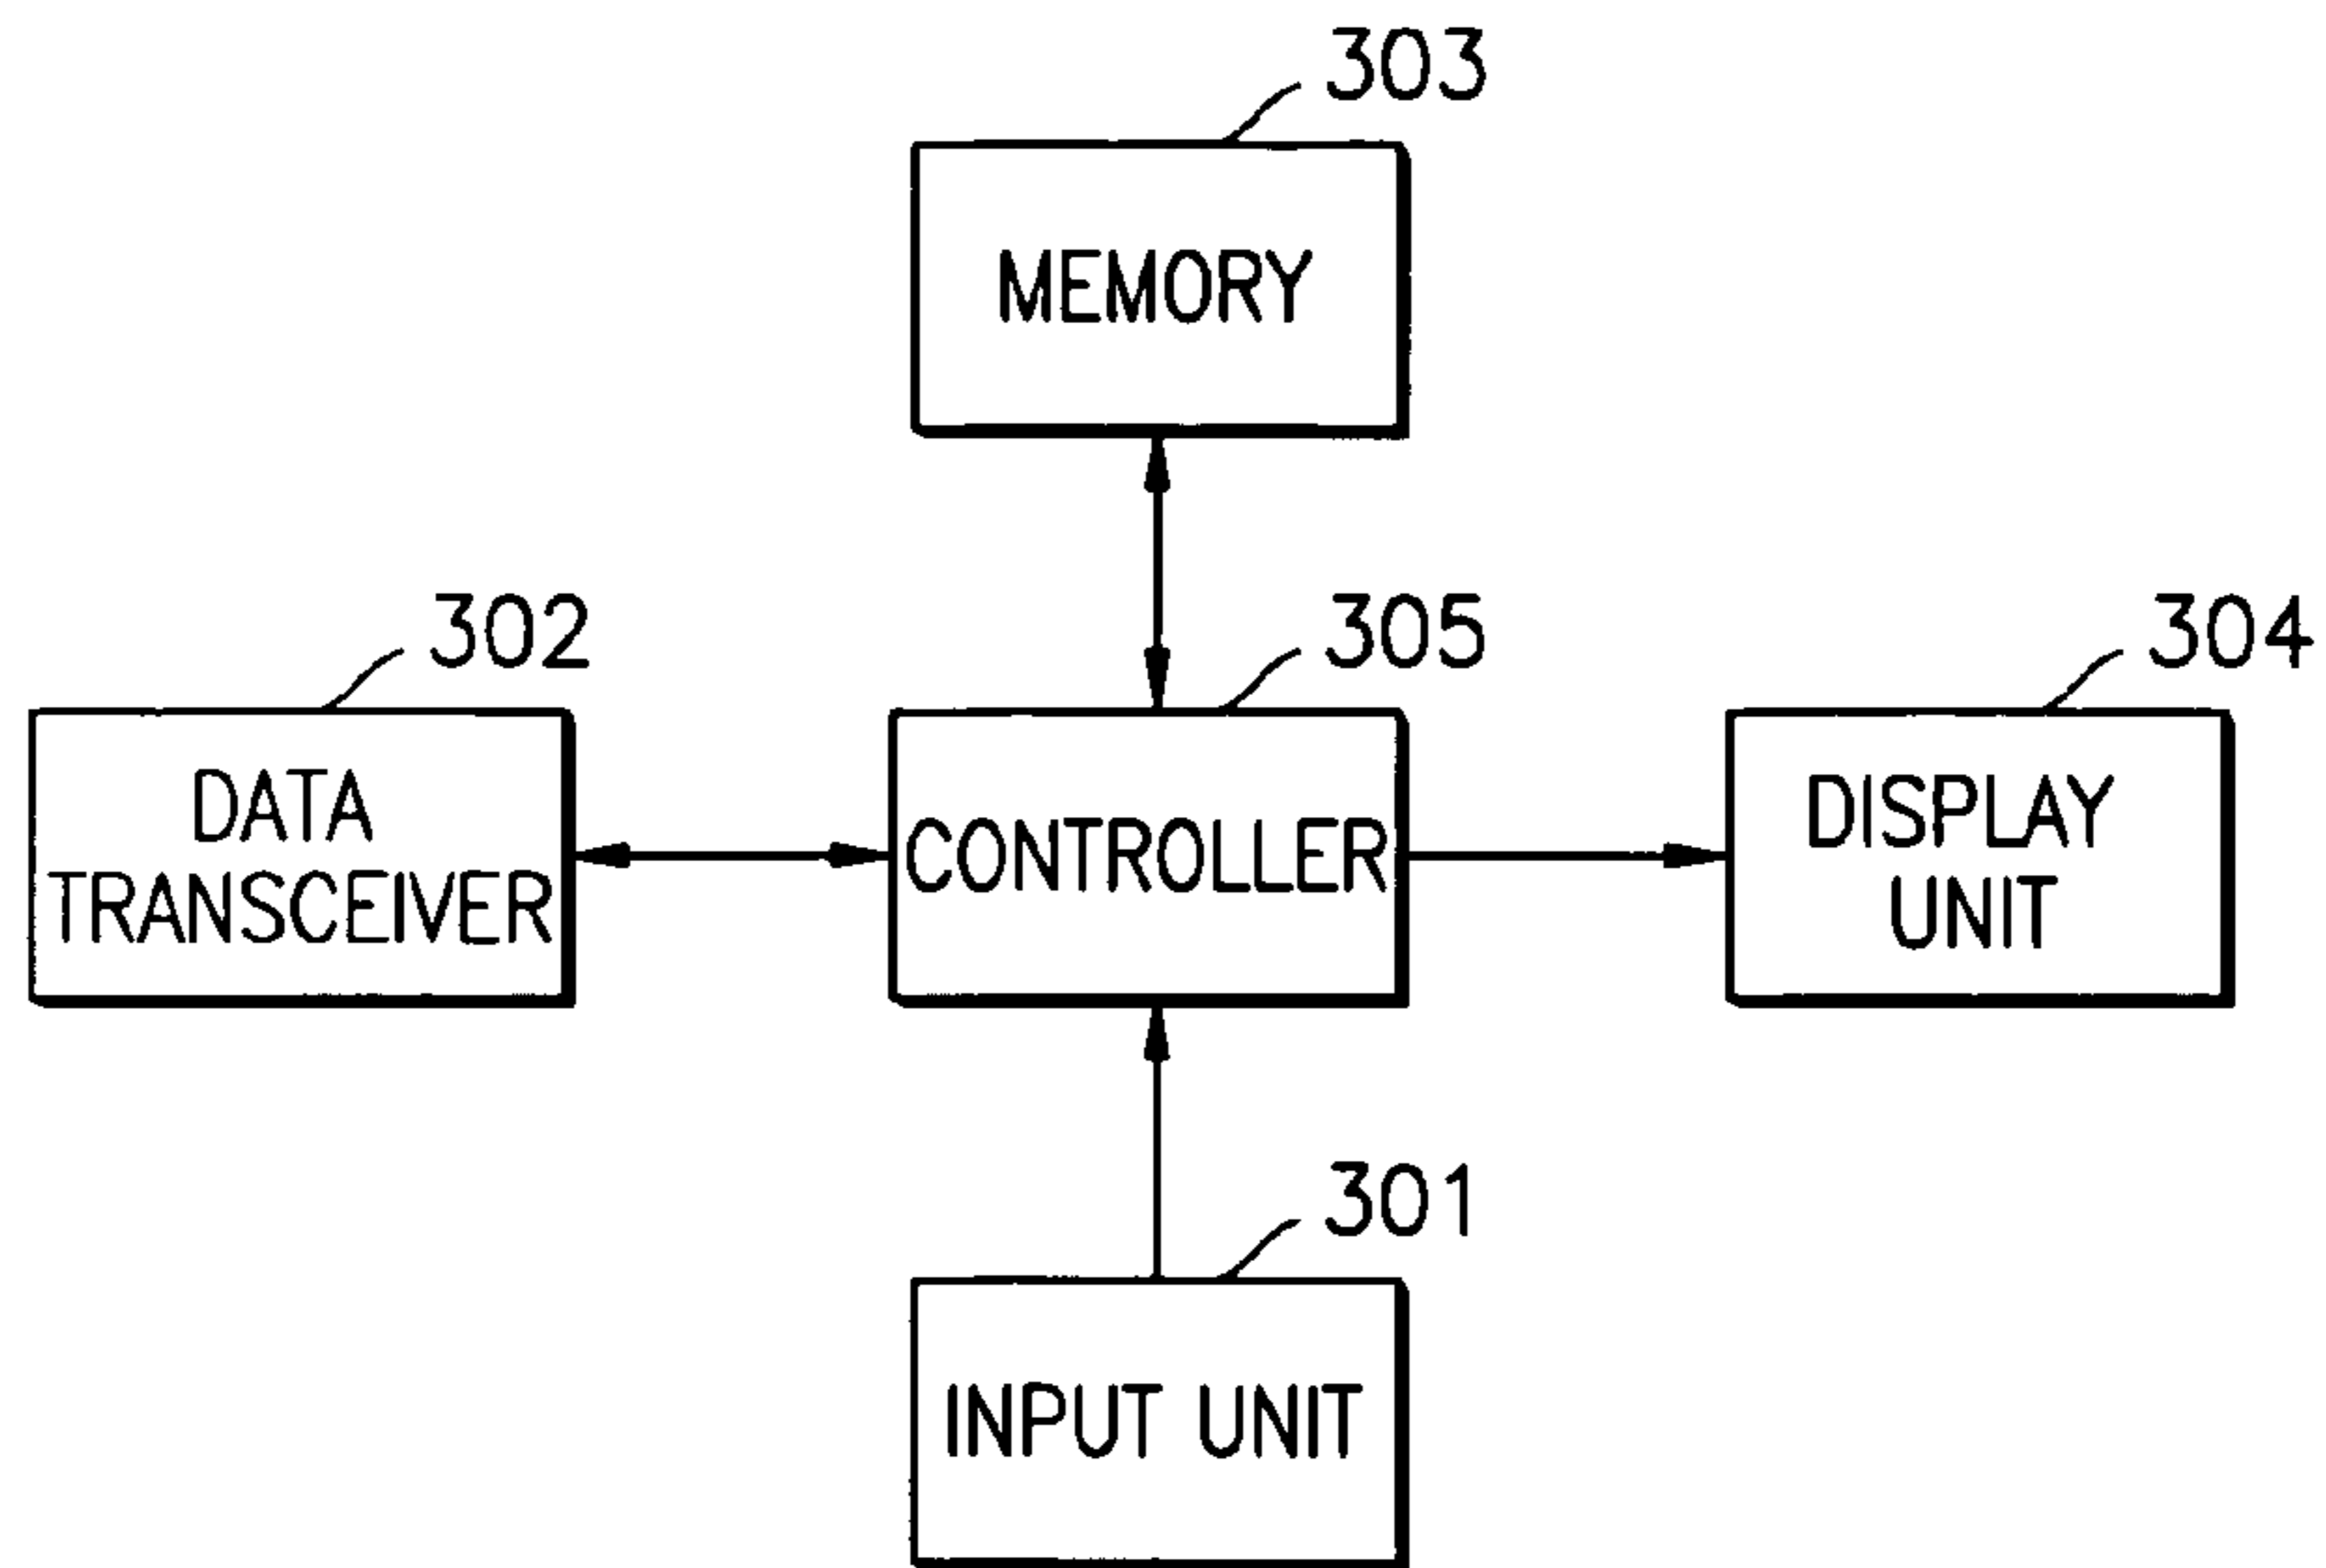 303
MEMORY
302
305
304
DATA
TRANSCEIVER
CONTROLLER
DISPLAY
UNIT
301
INPUT UNIT